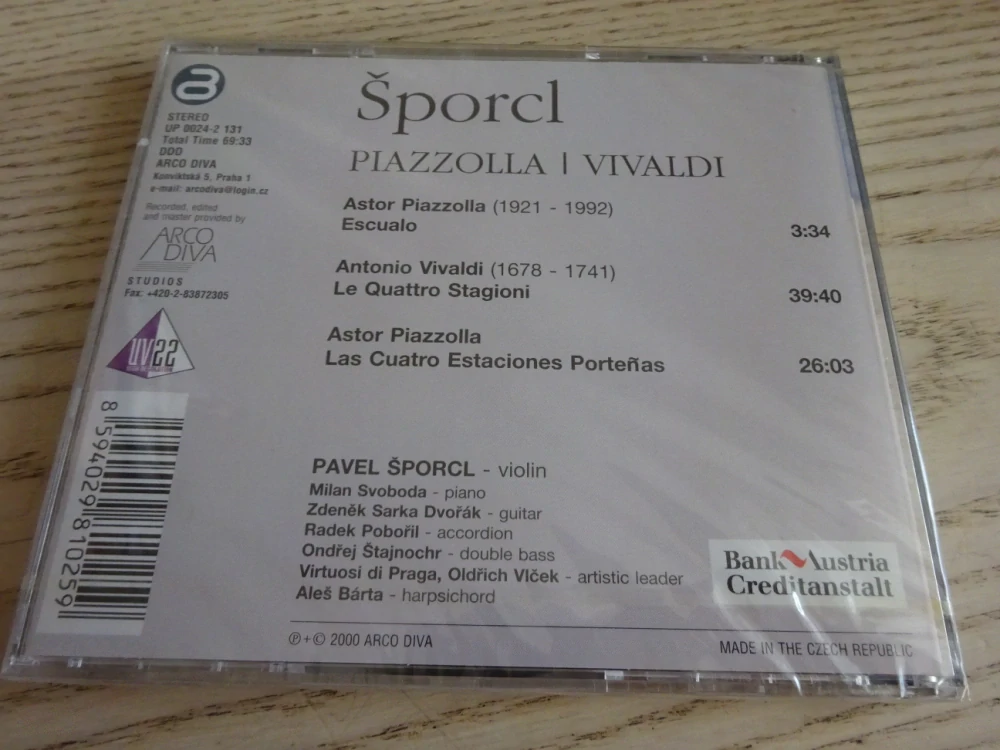 STEREO
UP 0024-2 131
Total Time 69:33
DDD
ARCO DIVA
Konviktská 5, Praha 1
e-mail: arcodiva@login.cz
Recorded, edited
and master provided by
ARCO
DIVA
STUDIOS
Fax: +420-2-83872305
UV22
8 594029 810259
Šporcl
PIAZZOLLA | VIVALDI
Astor Piazzolla (1921 - 1992)
Escualo 3:34
Antonio Vivaldi (1678 - 1741)
Le Quattro Stagioni 39:40
Astor Piazzolla
Las Cuatro Estaciones Porteñas 26:03
PAVEL ŠPORCL - violin
Milan Svoboda - piano
Zdeněk Sarka Dvořák - guitar
Radek Pobořil - accordion
Ondřej Štajnochr - double bass
Virtuosi di Praga, Oldřich Vlček - artistic leader
Aleš Bárta - harpsichord
Bank Austria
Creditanstalt
℗+© 2000 ARCO DIVA
MADE IN THE CZECH REPUBLIC